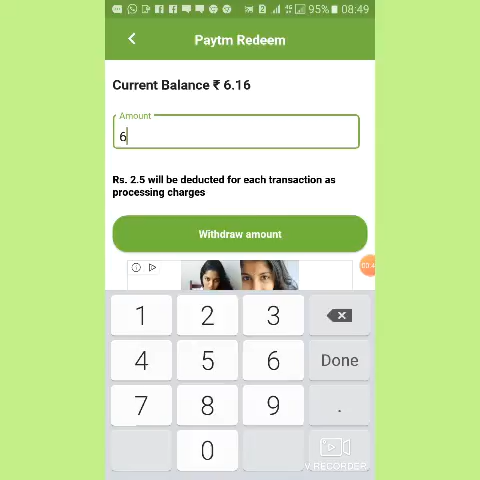 95% 08:49
Paytm Redeem
Current Balance ₹ 6.16
Amount
6
Rs. 2.5 will be deducted for each transaction as
processing charges
Withdraw amount
1 2 3
4 5 6 Done
7 8 9 .
0
V RECORDER